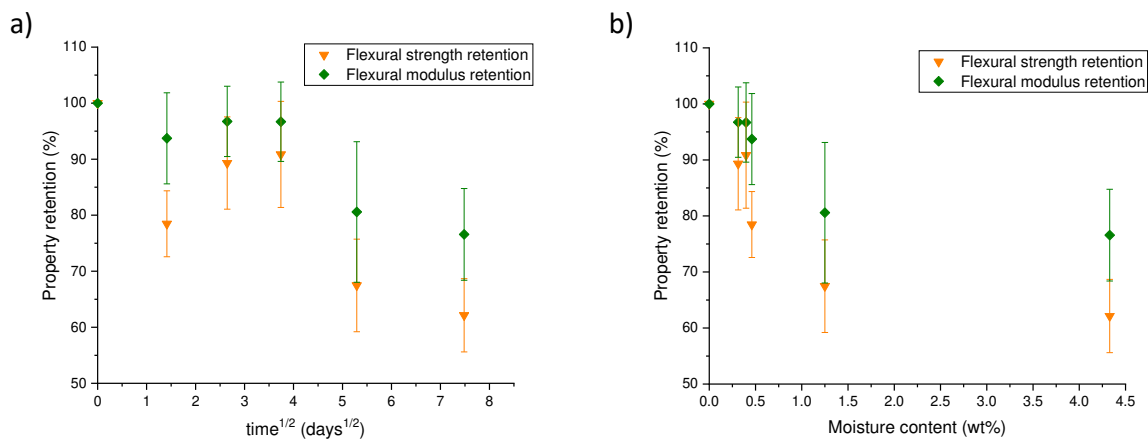 a)
110
100
90
80
70
60
50
Property retention (%)
Flexural strength retention
Flexural modulus retention
0 1 2 3 4 5 6 7 8
time1/2 (days1/2)
b)
110
100
90
80
70
60
50
Property retention (%)
Flexural strength retention
Flexural modulus retention
0.0 0.5 1.0 1.5 2.0 2.5 3.0 3.5 4.0 4.5
Moisture content (wt%)